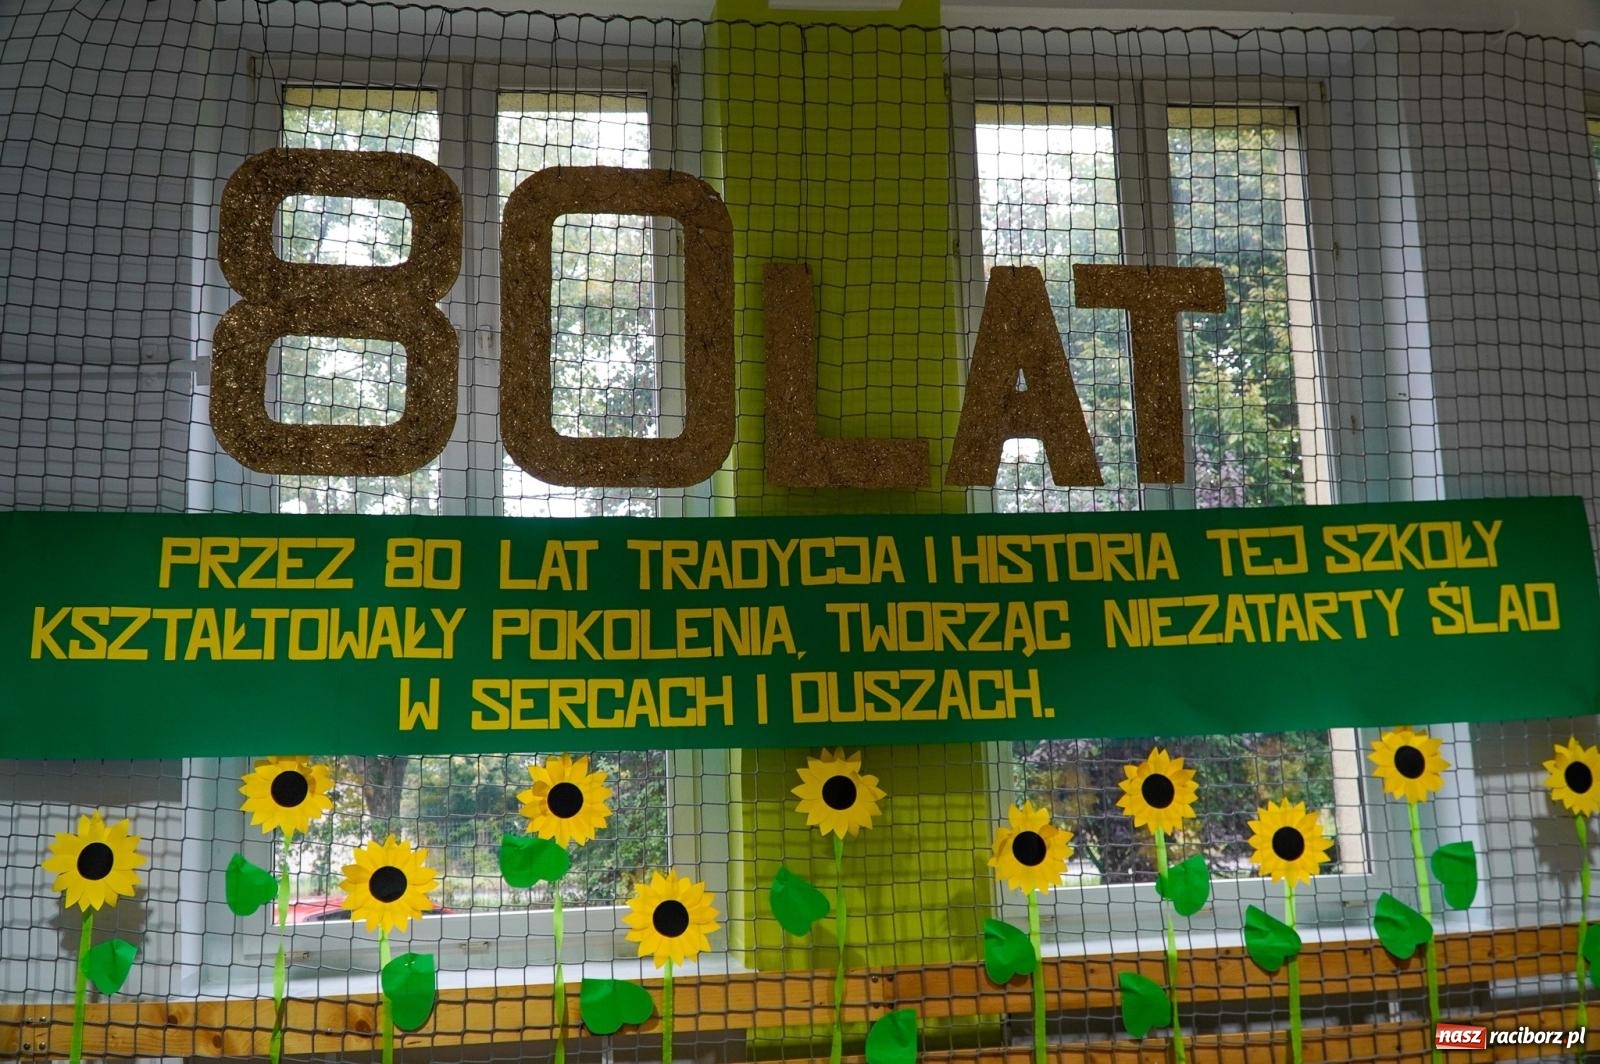 80 LAT
PRZEZ 80 LAT TRADYCJA I HISTORIA TEJ SZKOŁY
KSZTAŁTOWAŁY POKOLENIA, TWORZĄC NIEZATARTY ŚLAD
W SERCACH I DUSZACH.
nasz raciborz.pl